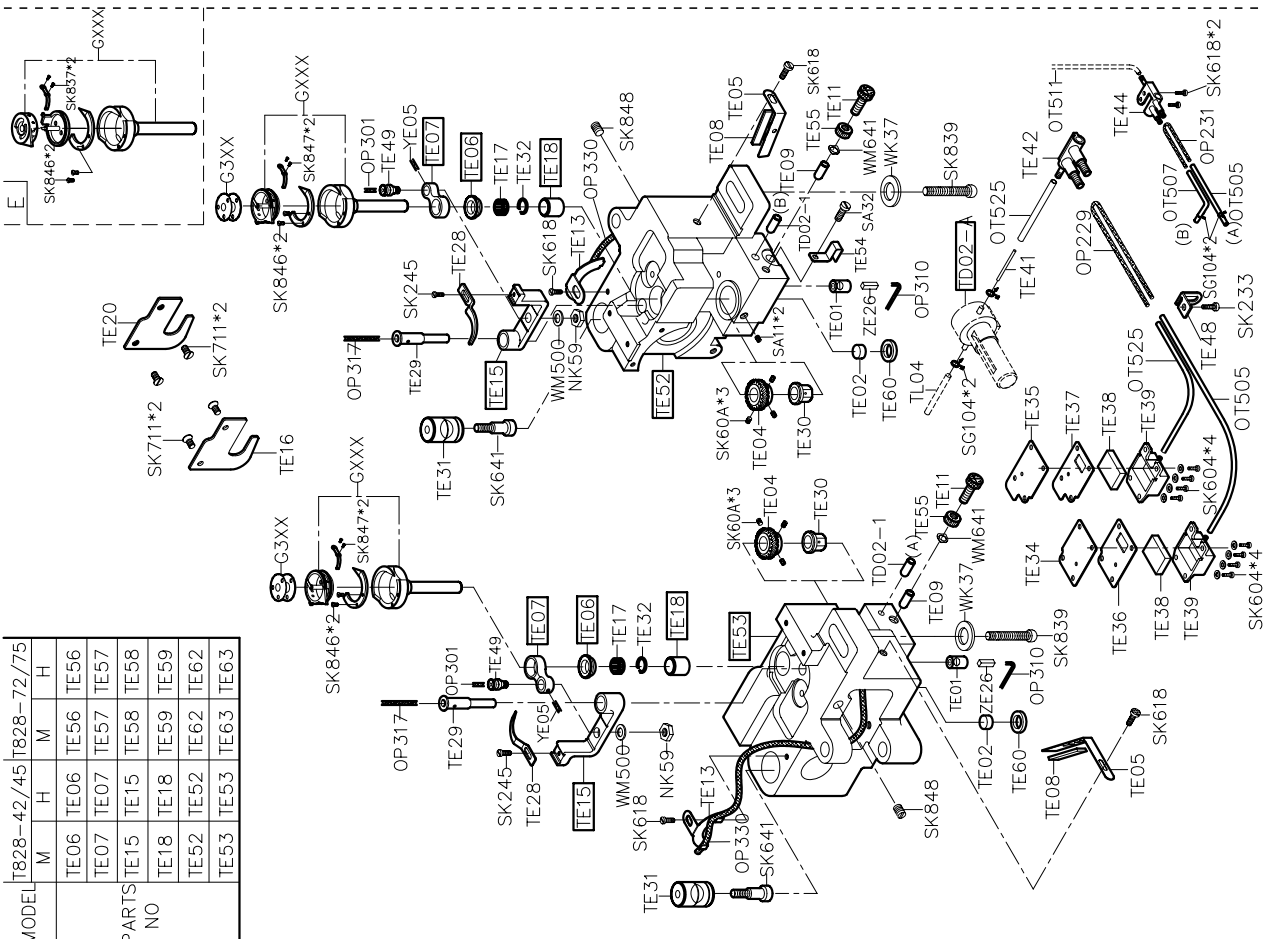 E
GXXX
SK837*2
SK846*2
G3XX
GXXX
SK847*2
SK846*2
OP301
TE49
YE05
TE07
TE06
TE17
TE32
TE18
OP330
SK848
TE08
TE05
SK618
TE11
TE55
WM641
WK37
TE09
(B)
TD02-1
SA32
TE54
SK839
OT511
SK618*2
TE44
OP231
OT507
(B)
(A)
OT505
SG104*2
TE42
OT525
TD02-A
TE41
OP229
TE48
SK233
TE20
SK711*2
SK711*2
TE16
SK245
TE28
SK618
TE13
OP317
TE29
TE15
WM500
NK59
TE52
TE31
SK641
SA11*2
TE01
ZE26
OP310
TE02
TE60
SK60A*3
TE04
TE30
TL04
SG104*2
OT525
OT505
TE35
TE37
TE38
TE39
SK604*4
TE34
TE36
TE38
TE39
SK604*4
G3XX
GXXX
SK847*2
SK846*2
OP301
TE49
TE07
TE06
TE17
TE32
TE18
YE05
OP317
TE29
SK245
TE28
TE15
WM500
NK59
SK618
TE13
OP330
SK641
TE31
TE53
SK60A*3
TE04
TE30
TD02-1
(A)
TE55
TE11
WM641
TE09
WK37
SK839
TE01
ZE26
OP310
TE02
TE60
SK848
TE08
TE05
SK618
MODEL T828-42/45 T828-72/75
M H M H
PARTS NO
TE06 TE06 TE56 TE56
TE07 TE07 TE57 TE57
TE15 TE15 TE58 TE58
TE18 TE18 TE59 TE59
TE52 TE52 TE62 TE62
TE53 TE53 TE63 TE63